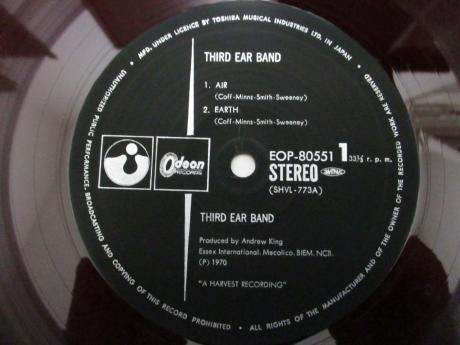 • MFD. UNDER LICENCE BY TOSHIBA MUSICAL INDUSTRIES LTD. IN JAPAN •
ALL RIGHTS OF THE MANUFACTURER AND OF THE OWNER OF THE RECORDED WORK ARE RESERVED
UNAUTHORIZED PUBLIC PERFORMANCE, BROADCASTING AND COPYING OF THIS RECORD PROHIBITED •
THIRD EAR BAND
1. AIR
(Coff-Minns-Smith-Sweeney)
2. EARTH
(Coff-Minns-Smith-Sweeney)
Odeon
RECORDS
EOP-80551 1 33⅓ r. p. m.
STEREO
(SHVL-773A)
THIRD EAR BAND
Produced by Andrew King
Essex International. Mecolico. BIEM. NCB.
(P) 1970
"A HARVEST RECORDING"